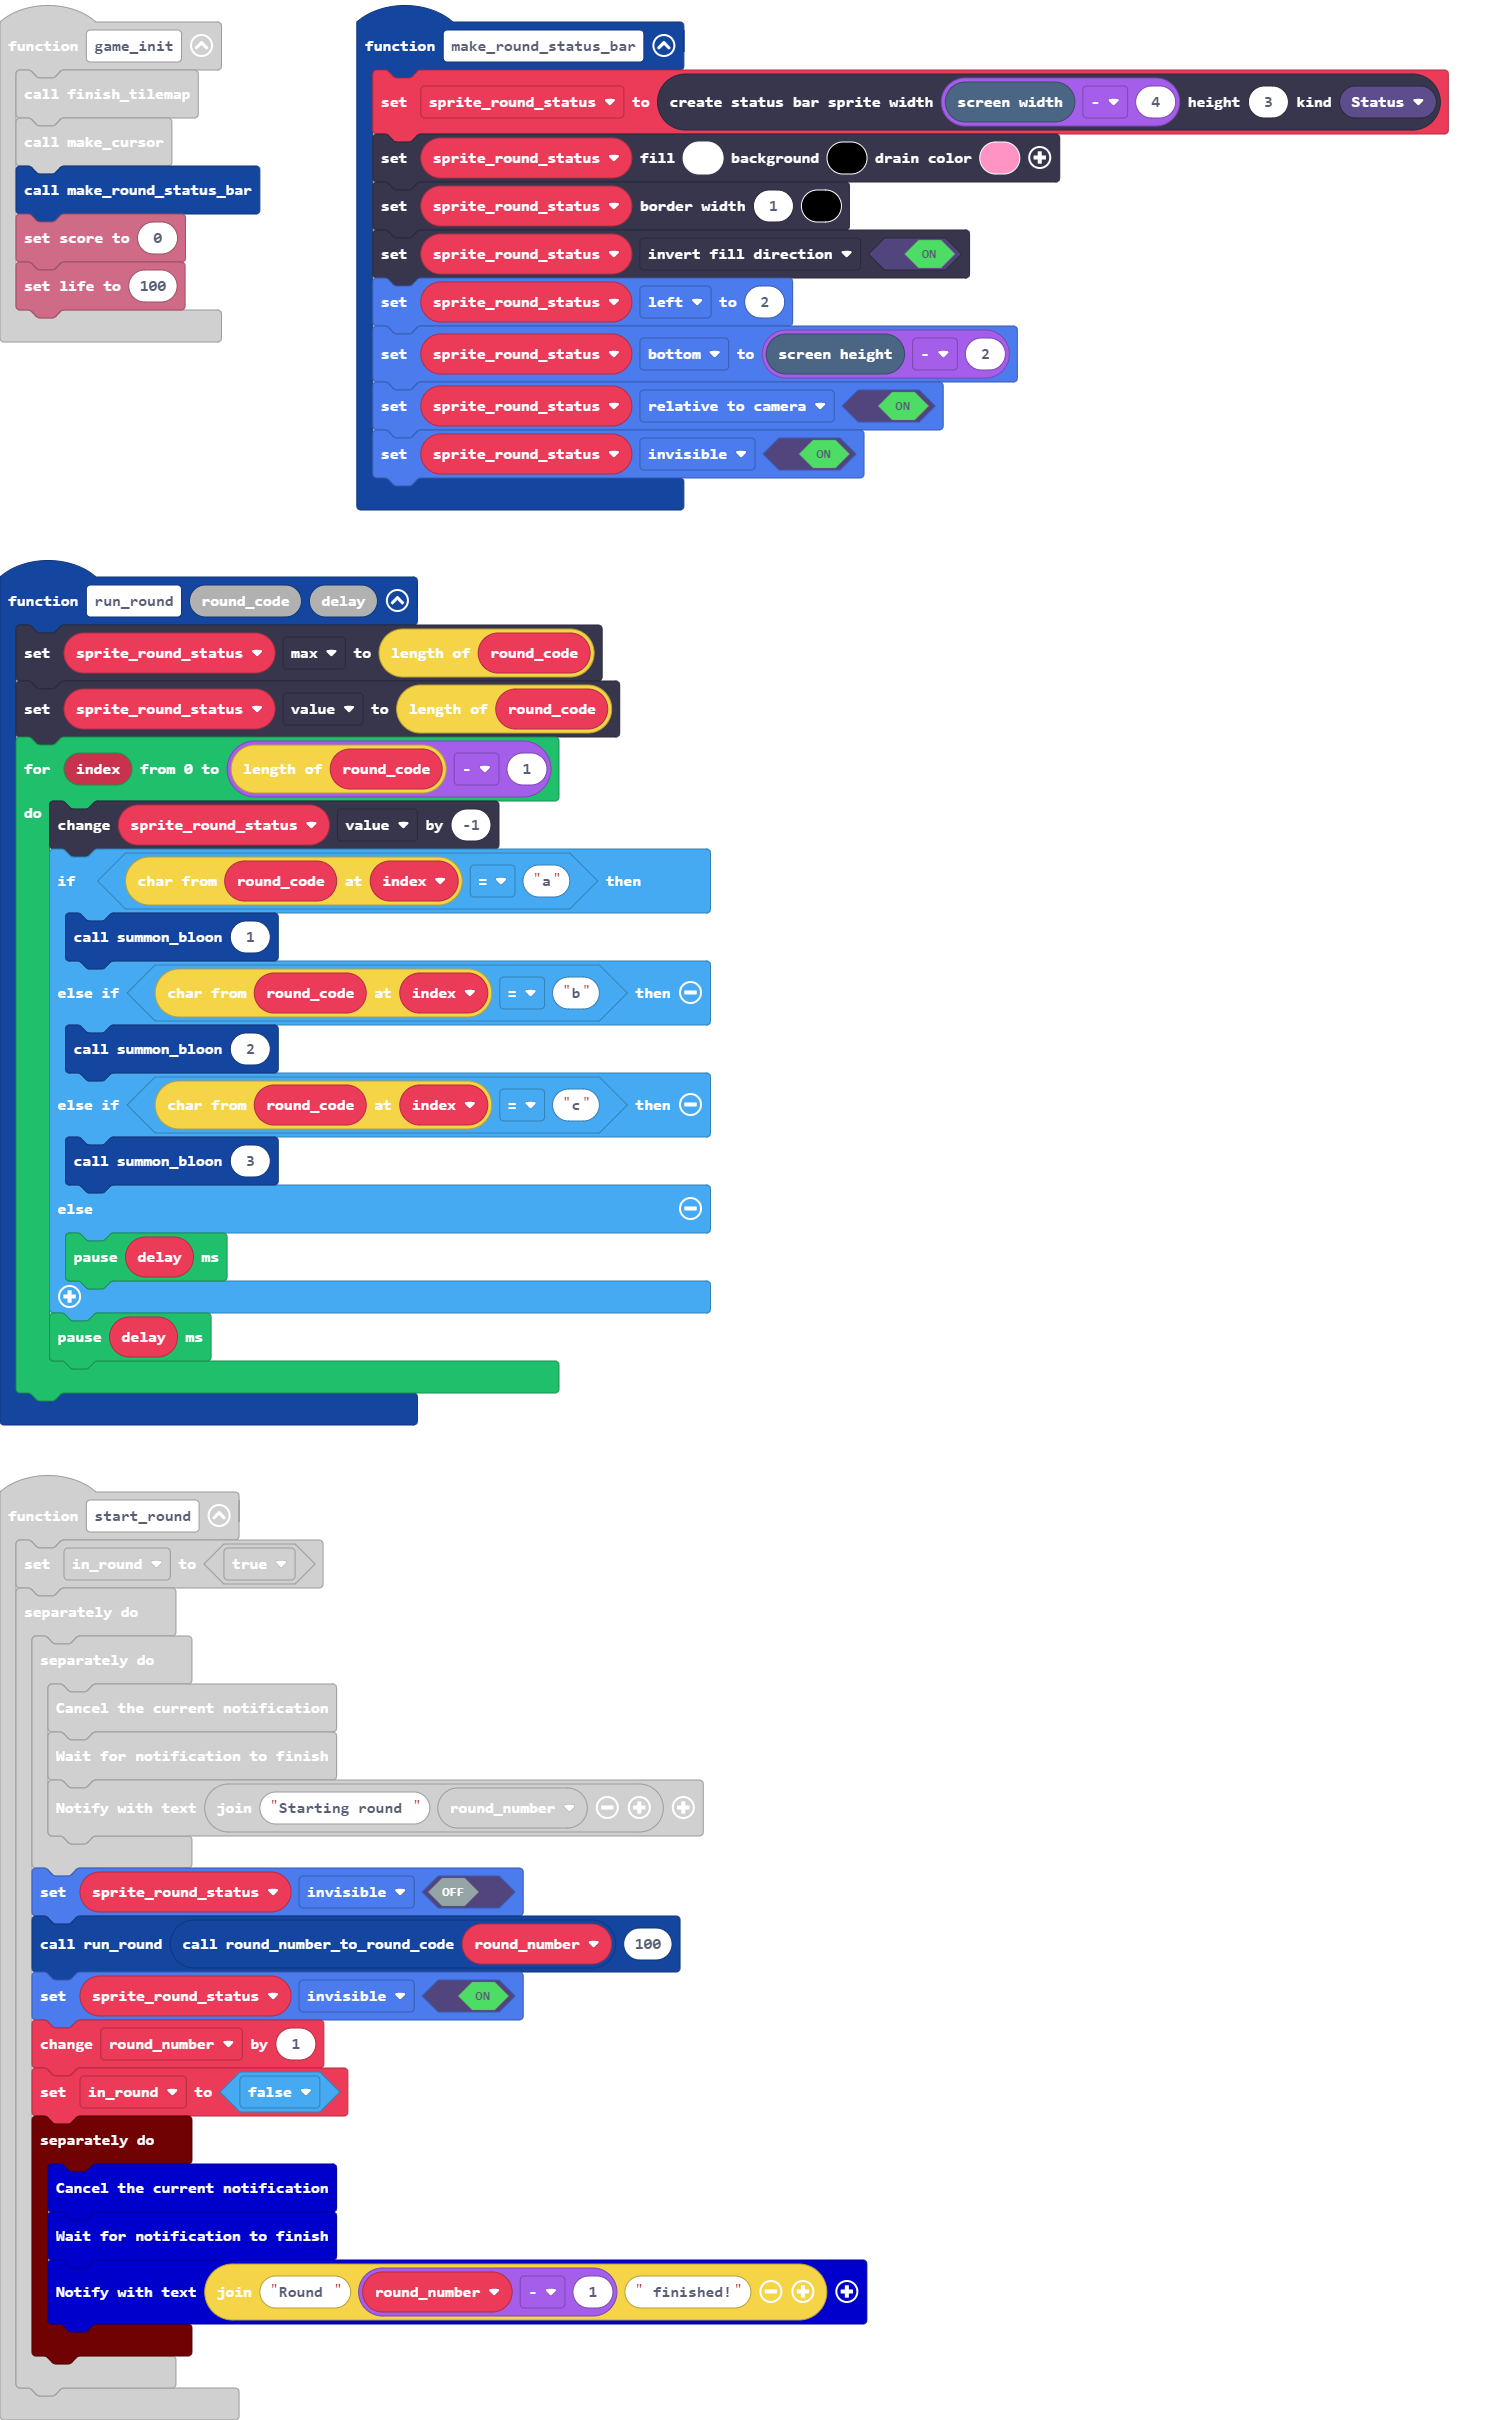 function game_init
call finish_tilemap
call make_cursor
call make_round_status_bar
set score to 0
set life to 100
function make_round_status_bar
set sprite_round_status to create status bar sprite width screen width - 4 height 3 kind Status
set sprite_round_status fill background drain color
set sprite_round_status border width 1
set sprite_round_status invert fill direction ON
set sprite_round_status left to 2
set sprite_round_status bottom to screen height - 2
set sprite_round_status relative to camera ON
set sprite_round_status invisible ON
function run_round round_code delay
set sprite_round_status max to length of round_code
set sprite_round_status value to length of round_code
for index from 0 to length of round_code - 1
do
change sprite_round_status value by -1
if char from round_code at index = "a" then
call summon_bloon 1
else if char from round_code at index = "b" then
call summon_bloon 2
else if char from round_code at index = "c" then
call summon_bloon 3
else
pause delay ms
pause delay ms
function start_round
set in_round to true
separately do
separately do
Cancel the current notification
Wait for notification to finish
Notify with text join "Starting round " round_number
set sprite_round_status invisible OFF
call run_round call round_number_to_round_code round_number 100
set sprite_round_status invisible ON
change round_number by 1
set in_round to false
separately do
Cancel the current notification
Wait for notification to finish
Notify with text join "Round " round_number - 1 " finished!"